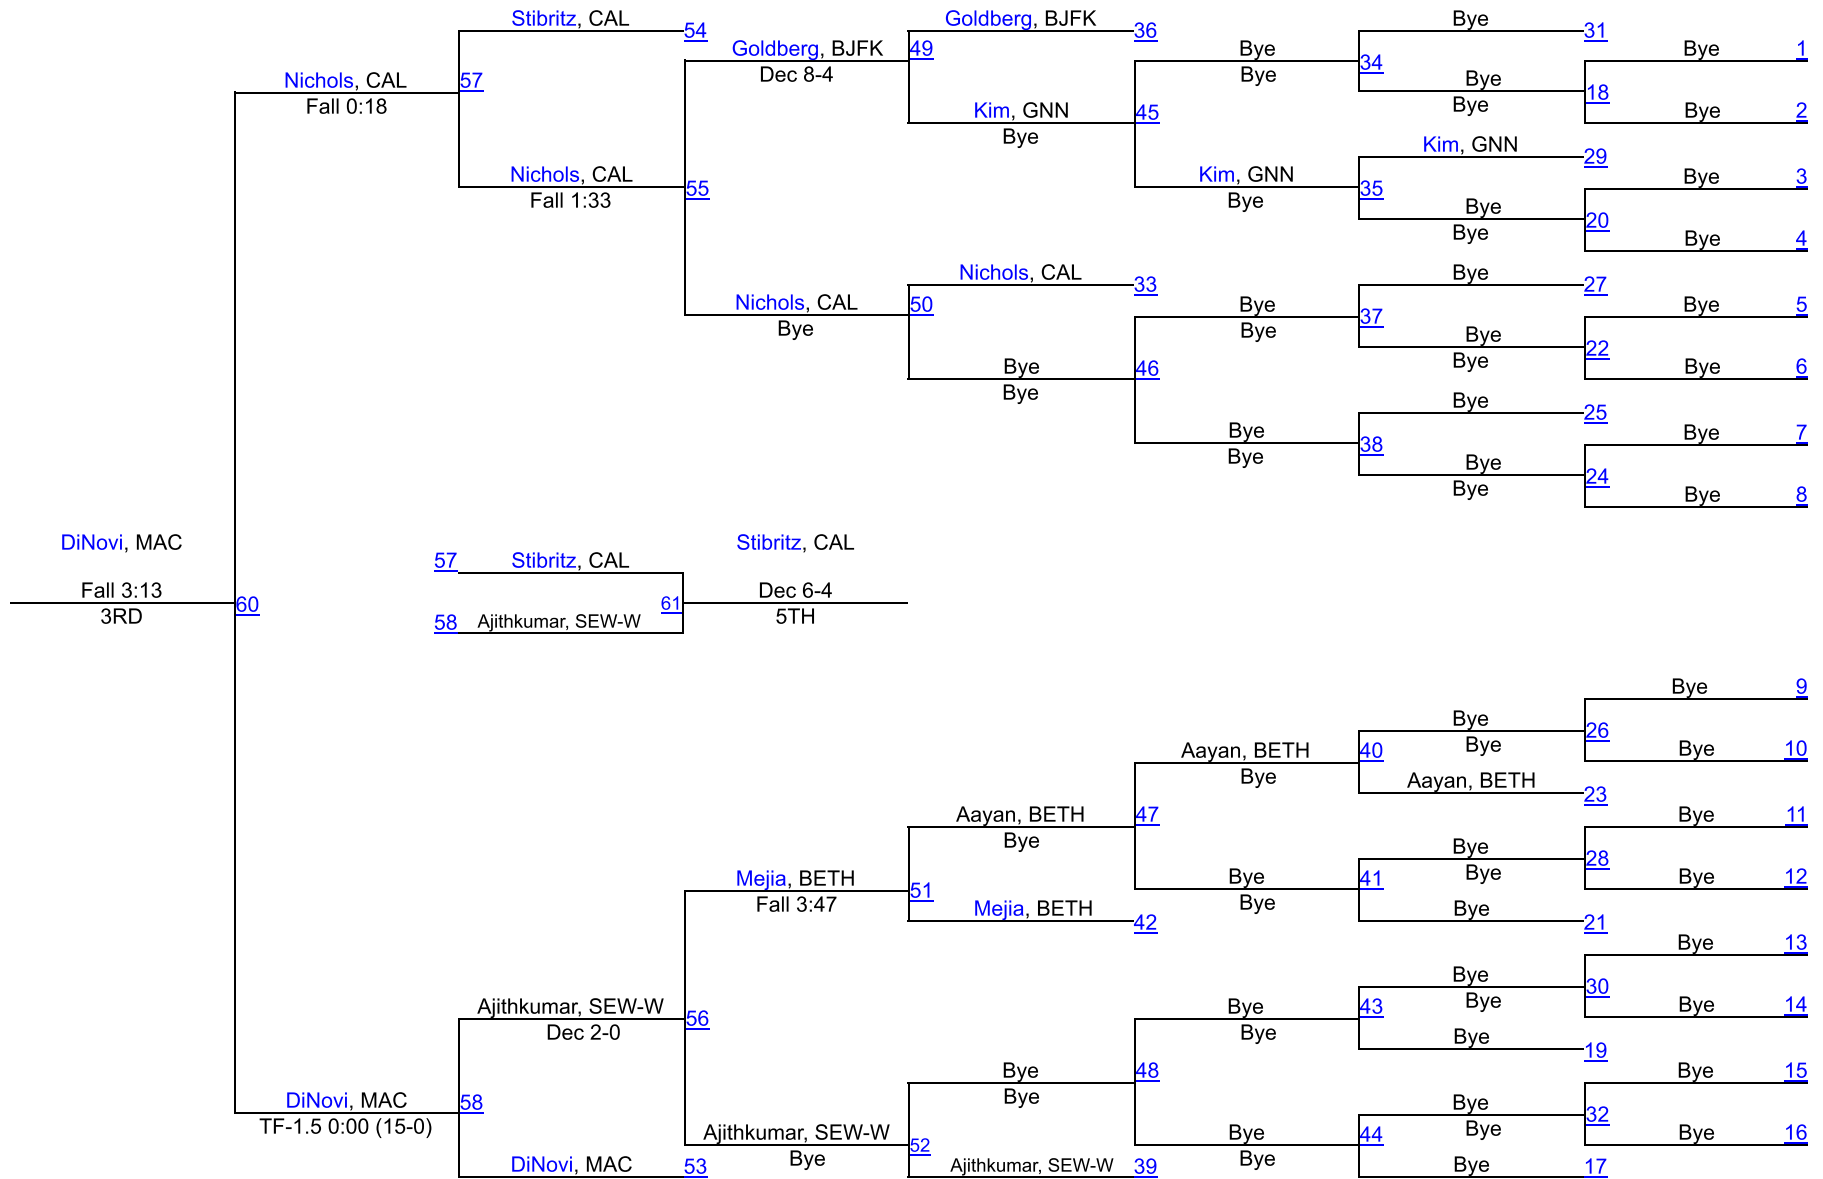 Stibritz, CAL
54
Goldberg, BJFK
36
Bye
31
Goldberg, BJFK
49
Bye
Bye
1
Dec 8-4
Bye
34
Nichols, CAL
57
Bye
18
Fall 0:18
Kim, GNN
45
Bye
Bye
2
Bye
Kim, GNN
29
Nichols, CAL
55
Kim, GNN
35
Bye
3
Fall 1:33
Bye
Bye
20
Bye
Bye
4
Nichols, CAL
33
Bye
27
Nichols, CAL
50
Bye
37
Bye
5
Bye
Bye
Bye
22
Bye
46
Bye
Bye
6
Bye
Bye
25
Bye
38
Bye
7
Bye
Bye
24
Bye
Bye
8
DiNovi, MAC
57
Stibritz, CAL
Stibritz, CAL
Fall 3:13
60
61
Dec 6-4
3RD
58
Ajithkumar, SEW-W
5TH
Bye
9
Bye
26
Aayan, BETH
40
Bye
Bye
10
Bye
Aayan, BETH
23
Aayan, BETH
47
Bye
11
Bye
Bye
28
Mejia, BETH
51
Bye
41
Bye
Bye
12
Fall 3:47
Mejia, BETH
42
Bye
Bye
21
Bye
13
Bye
30
Ajithkumar, SEW-W
56
Bye
43
Bye
Bye
14
Dec 2-0
Bye
Bye
19
Bye
48
Bye
15
DiNovi, MAC
58
Bye
Bye
32
TF-1.5 0:00 (15-0)
Ajithkumar, SEW-W
52
Bye
44
Bye
Bye
16
Bye
Bye
DiNovi, MAC
53
Ajithkumar, SEW-W
39
Bye
17